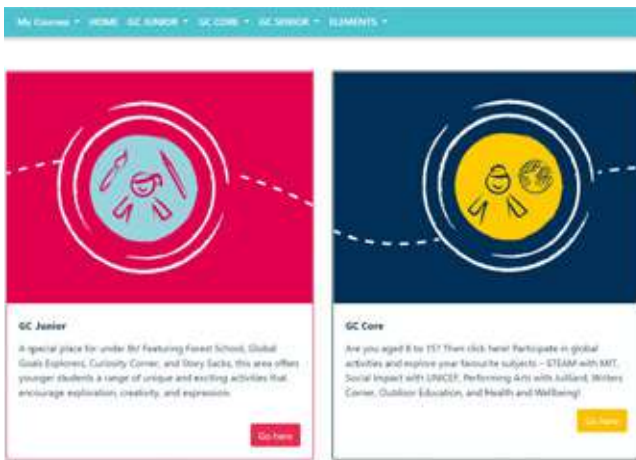 My Courses HOME GC JUNIOR GC CORE GC SENIOR ELEMENTS
GC Junior
A special place for under 8s! Featuring Forest School, Global
Goals Explorers, Curiosity Corner, and Story Sacks, this area offers
younger students a range of unique and exciting activities that
encourage exploration, creativity, and expression.
Go here
GC Core
Are you aged 8 to 15? Then click here! Participate in global
activities and explore your favourite subjects – STEAM with MIT,
Social Impact with UNICEF, Performing Arts with Juilliard, Writers
Corner, Outdoor Education, and Health and Wellbeing!
Go here